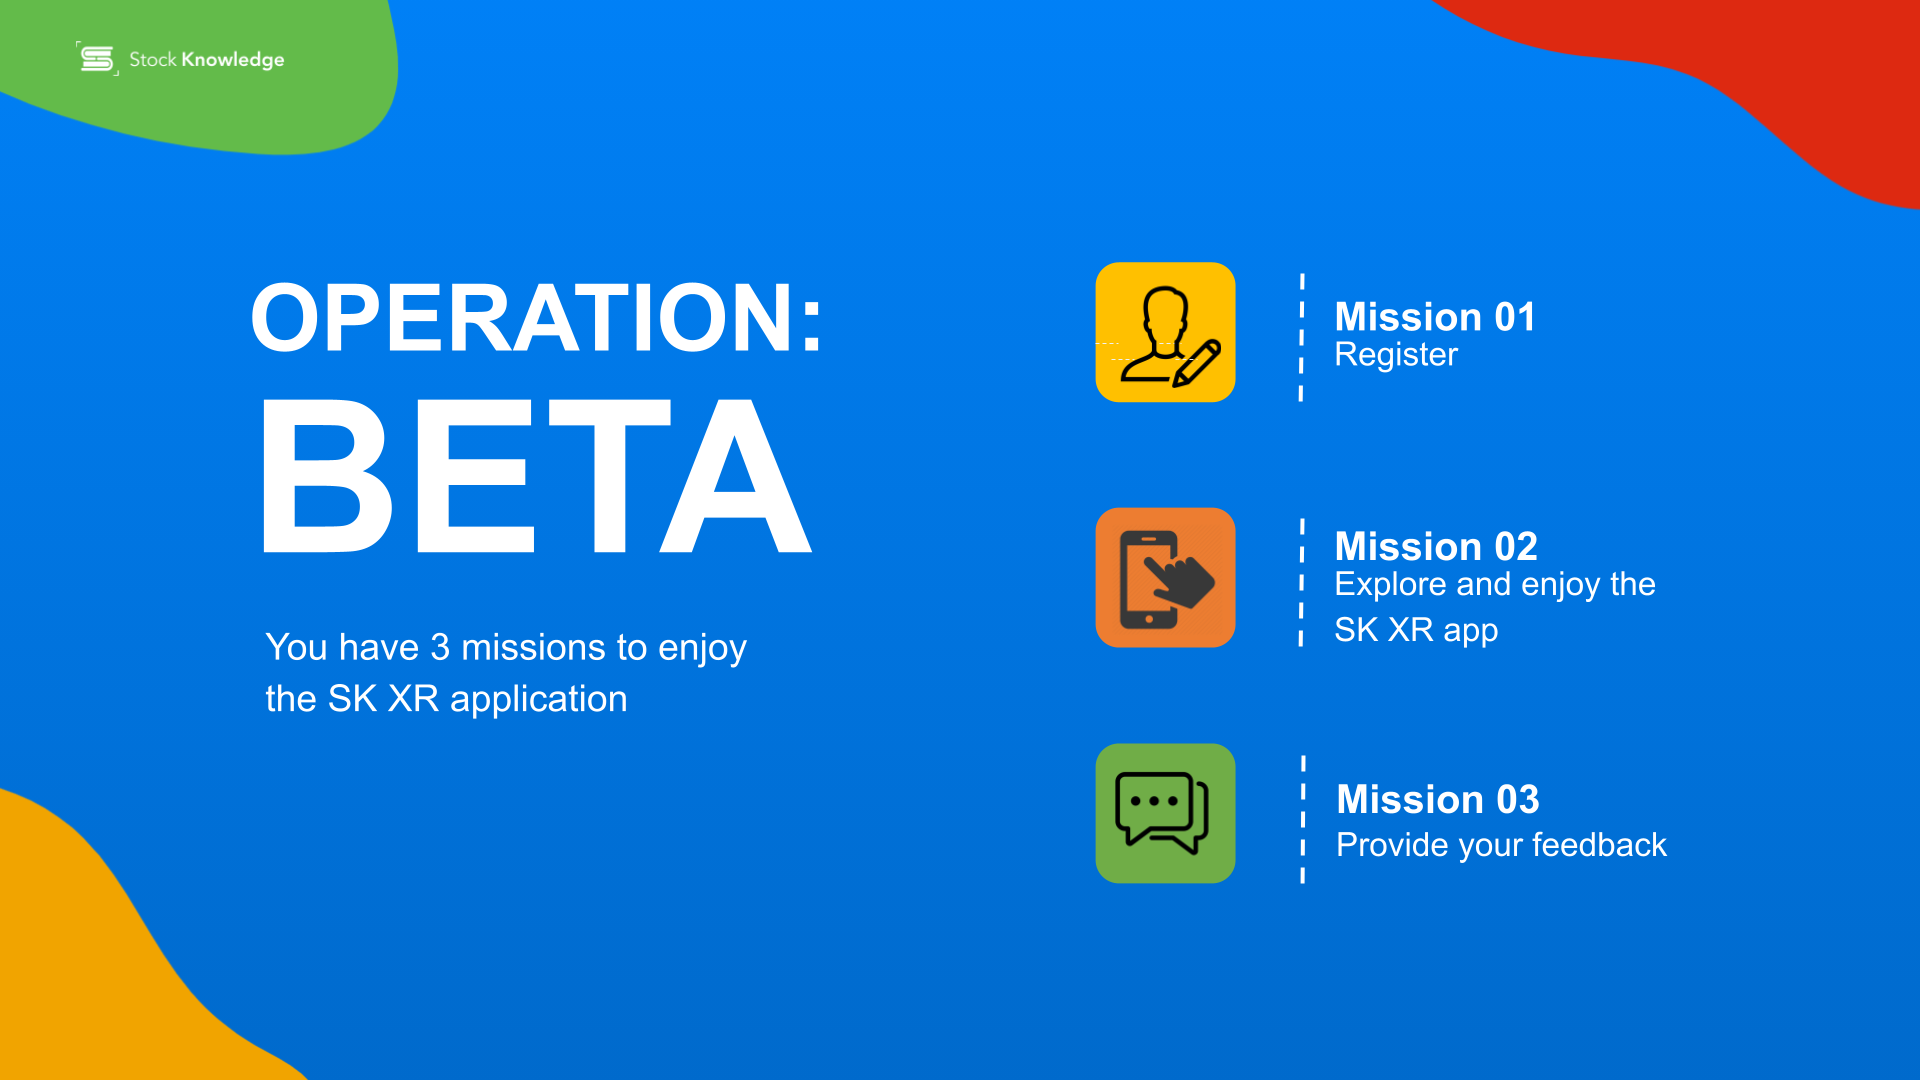 Stock Knowledge
OPERATION:
BETA
You have 3 missions to enjoy
the SK XR application
Mission 01
Register
Mission 02
Explore and enjoy the
SK XR app
Mission 03
Provide your feedback